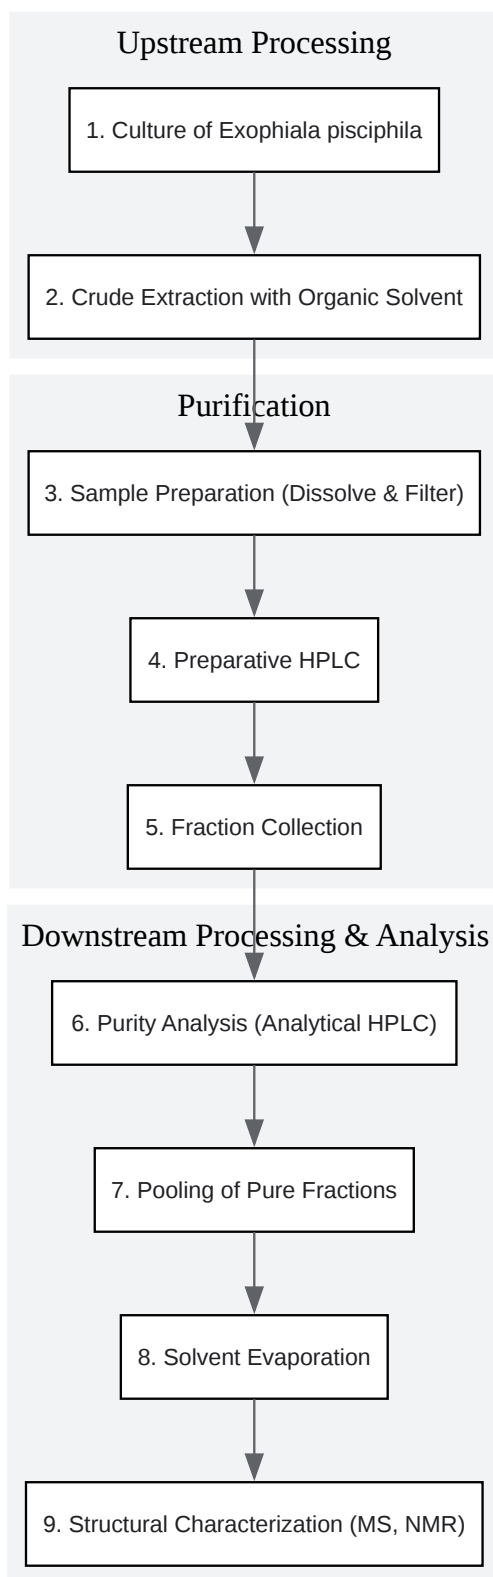 Upstream Processing
1. Culture of Exophiala pisciphila
2. Crude Extraction with Organic Solvent
Purification
3. Sample Preparation (Dissolve & Filter)
4. Preparative HPLC
5. Fraction Collection
Downstream Processing & Analysis
6. Purity Analysis (Analytical HPLC)
7. Pooling of Pure Fractions
8. Solvent Evaporation
9. Structural Characterization (MS, NMR)